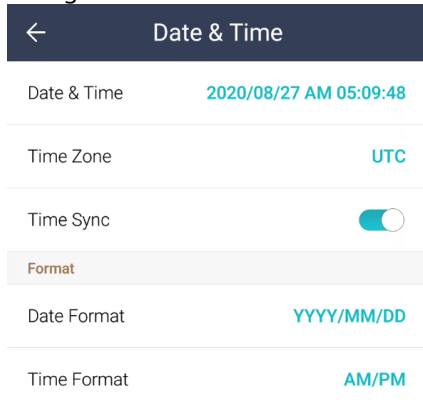 Date & Time
Date & Time 2020/08/27 AM 05:09:48
Time Zone UTC
Time Sync
Format
Date Format YYYY/MM/DD
Time Format AM/PM